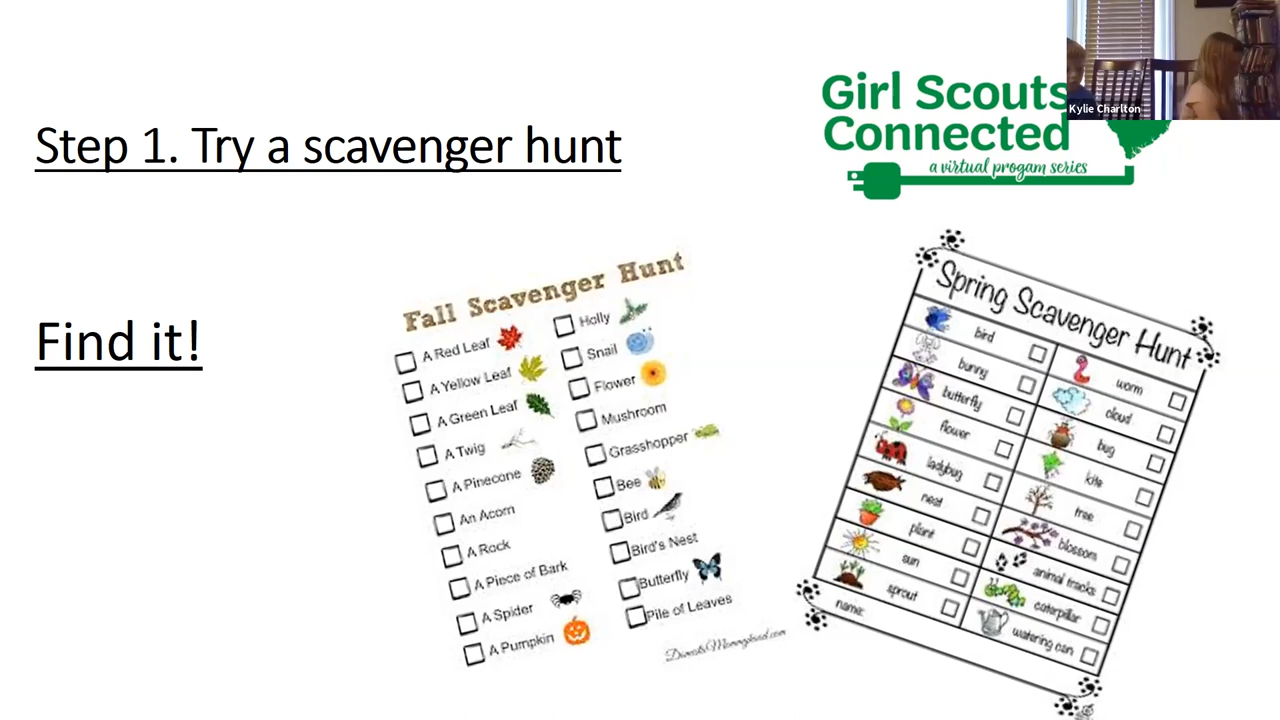 Girl Scouts
Connected
a virtual progam series
Kylie Charlton
Step 1. Try a scavenger hunt
Find it!
Fall Scavenger Hunt
A Red Leaf
A Yellow Leaf
A Green Leaf
A Twig
A Pinecone
An Acorn
A Rock
A Piece of Bark
A Spider
A Pumpkin
Holly
Snail
Flower
Mushroom
Grasshopper
Bee
Bird
Bird's Nest
Butterfly
Pile of Leaves
Spring Scavenger Hunt
bird
bunny
butterfly
flower
ladybug
nest
plant
sun
sprout
name:
worm
cloud
bug
kite
tree
blossom
animal tracks
caterpillar
watering can